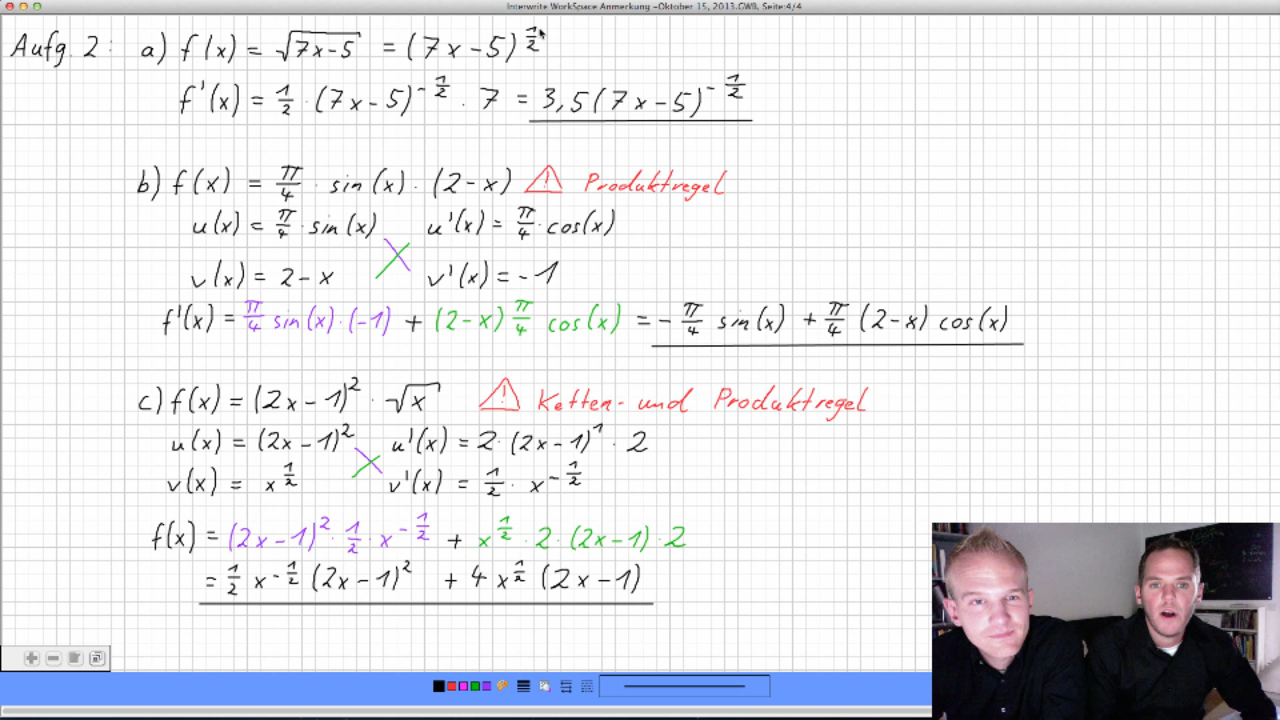 Interwrite WorkSpace Anmerkung -Oktober 15, 2013.GWB, Seite:4/4
Aufg. 2: a) f(x) = √(7x-5) = (7x-5)^(1/2)
f'(x) = 1/2 · (7x-5)^(-1/2) · 7 = 3,5(7x-5)^(-1/2)
b) f(x) = π/4 · sin(x) · (2-x) ⚠ Produktregel
u(x) = π/4 · sin(x) u'(x) = π/4 · cos(x)
v(x) = 2-x v'(x) = -1
f'(x) = π/4 sin(x)·(-1) + (2-x) π/4 cos(x) = -π/4 sin(x) + π/4 (2-x) cos(x)
c) f(x) = (2x-1)² · √x ⚠ Ketten- und Produktregel
u(x) = (2x-1)² u'(x) = 2·(2x-1)¹ · 2
v(x) = x^(1/2) v'(x) = 1/2 · x^(-1/2)
f(x) = (2x-1)² · 1/2 · x^(-1/2) + x^(1/2) · 2 · (2x-1) · 2
= 1/2 x^(-1/2) (2x-1)² + 4 x^(1/2) (2x-1)